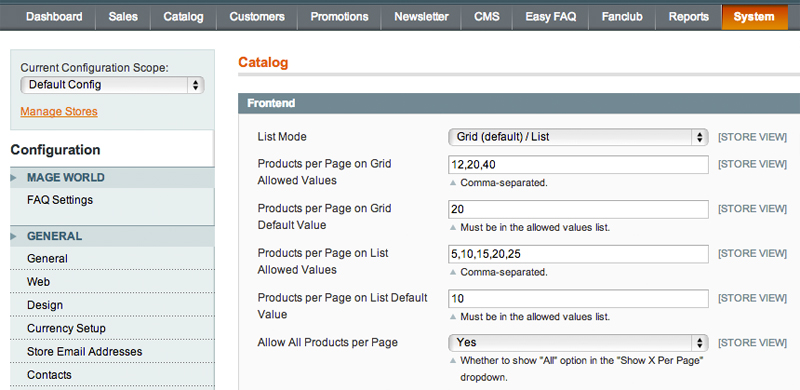 Dashboard Sales Catalog Customers Promotions Newsletter CMS Easy FAQ Fanclub Reports System
Current Configuration Scope:
Default Config
Manage Stores
Configuration
MAGE WORLD
FAQ Settings
GENERAL
General
Web
Design
Currency Setup
Store Email Addresses
Contacts
Catalog
Frontend
List Mode Grid (default) / List [STORE VIEW]
Products per Page on Grid 12,20,40 [STORE VIEW]
Allowed Values Comma-separated.
Products per Page on Grid 20 [STORE VIEW]
Default Value Must be in the allowed values list.
Products per Page on List 5,10,15,20,25 [STORE VIEW]
Allowed Values Comma-separated.
Products per Page on List Default 10 [STORE VIEW]
Value Must be in the allowed values list.
Allow All Products per Page Yes [STORE VIEW]
Whether to show "All" option in the "Show X Per Page"
dropdown.